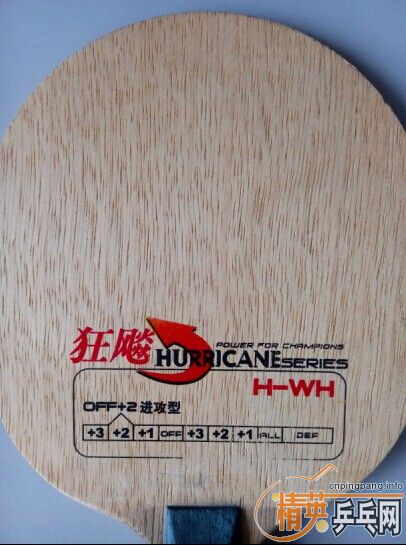 POWER FOR CHAMPIONS
狂飚 HURRICANE SERIES
H-WH
OFF+2 进攻型
+3 +2 +1 OFF +3 +2 +1 ALL DEF
cnpingpang.info
精英乒乓网